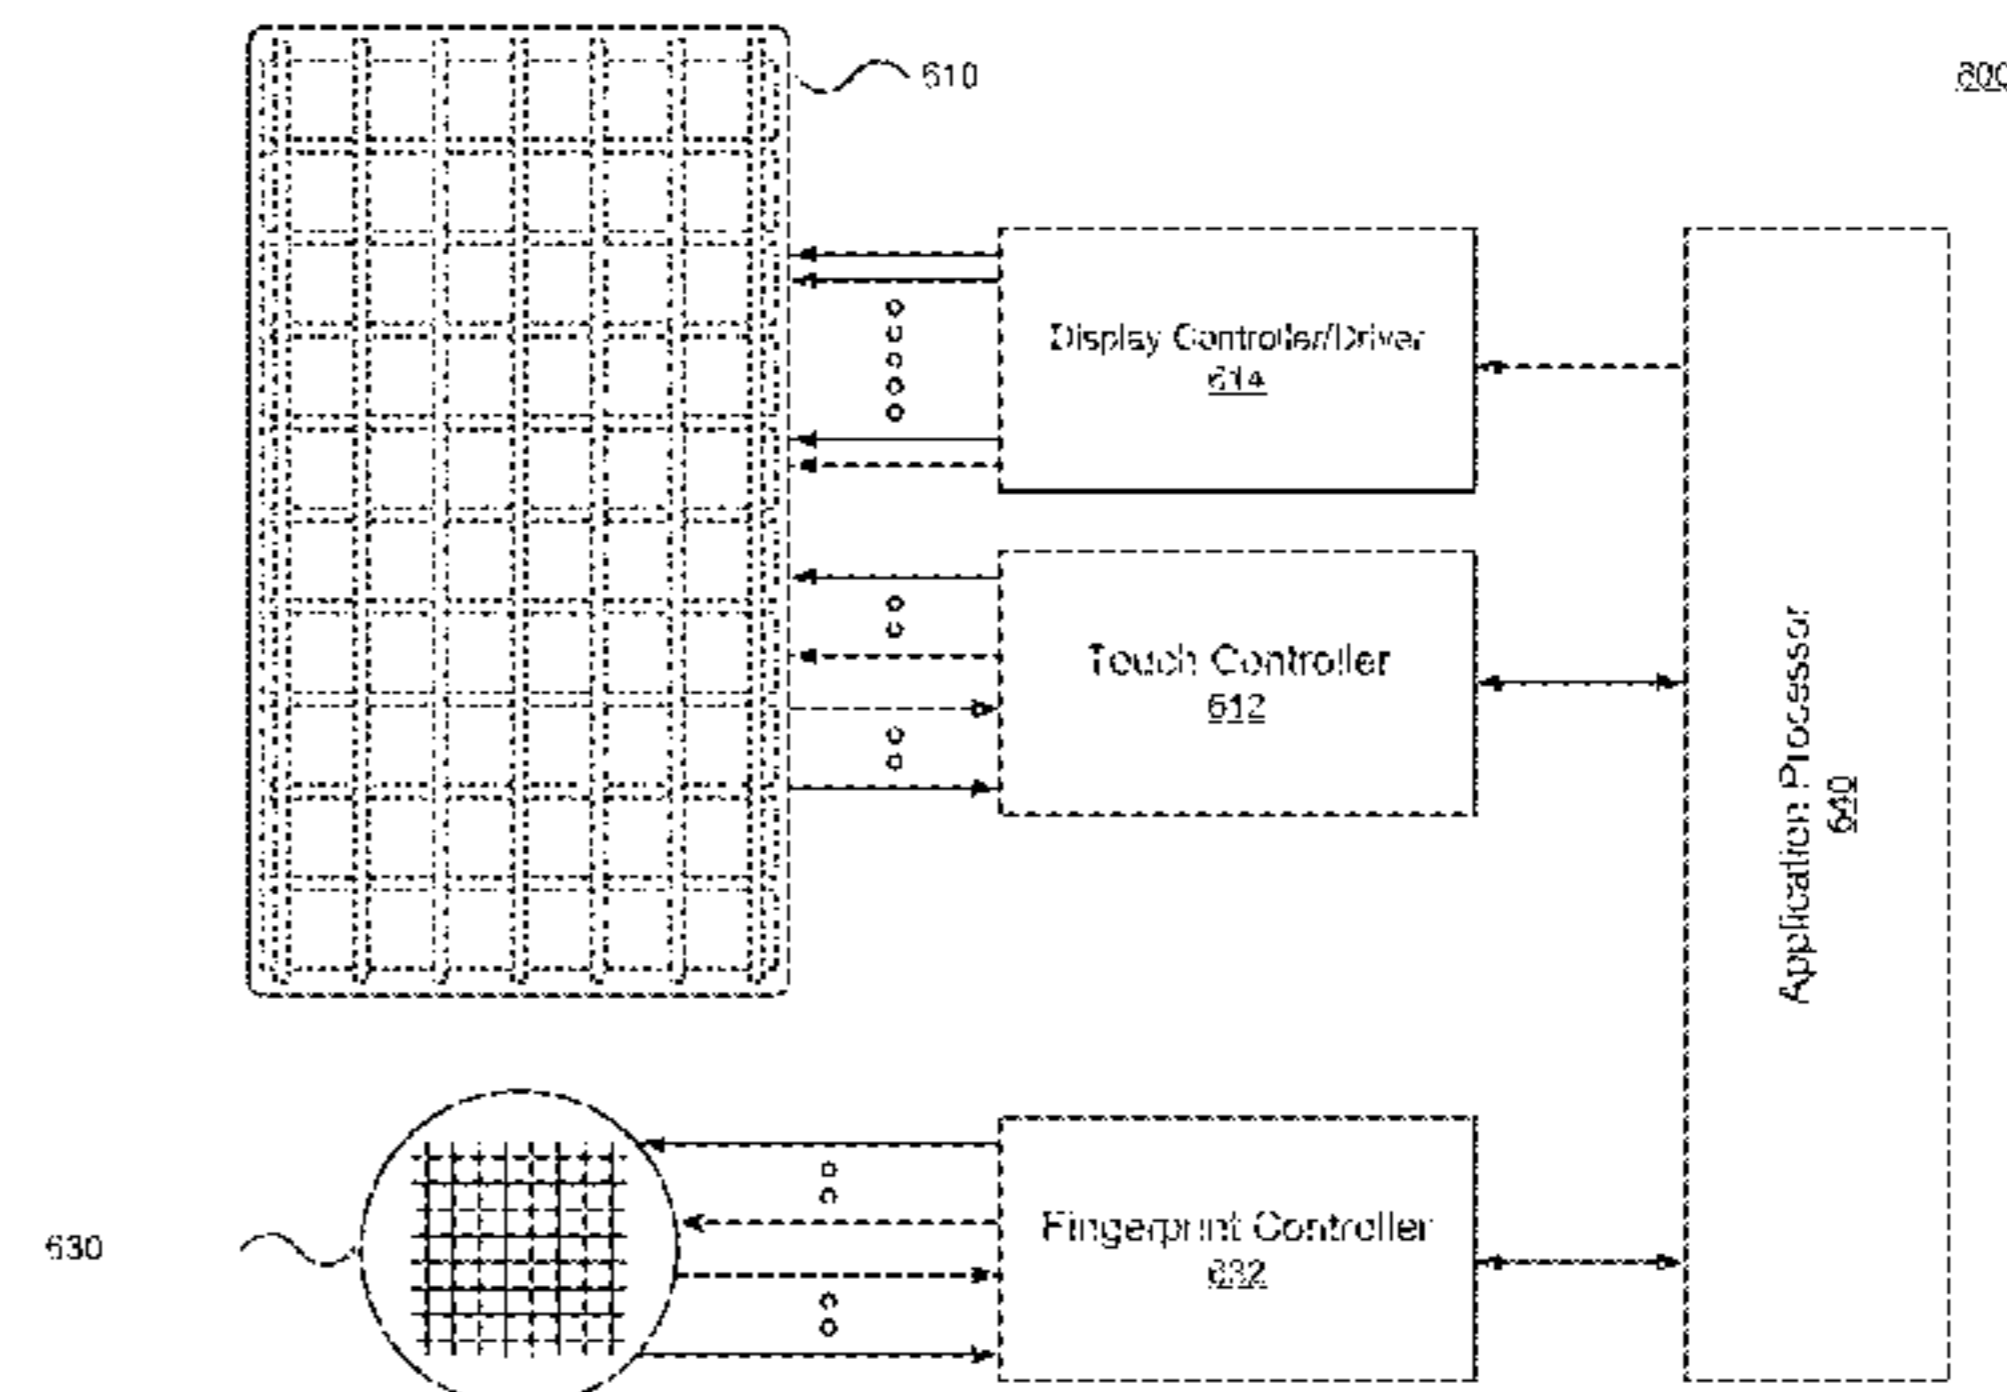 610
600
Display Controller/Driver
614
Touch Controller
612
Application Processor
640
630
Fingerprint Controller
632